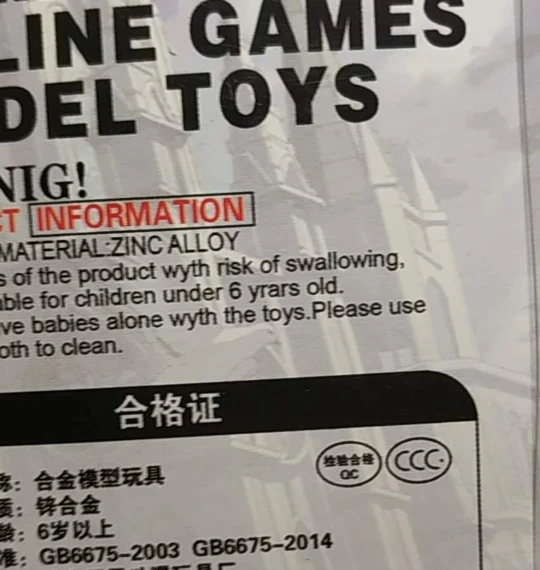 LINE GAMES
DEL TOYS
NIG!
CT INFORMATION
MATERIAL:ZINC ALLOY
s of the product wyth risk of swallowing,
able for children under 6 yrars old.
ve babies alone wyth the toys.Please use
oth to clean.
合格证
称: 合金模型玩具
检验合格
QC
CCC
质: 锌合金
龄: 6岁以上
准: GB6675-2003 GB6675-2014